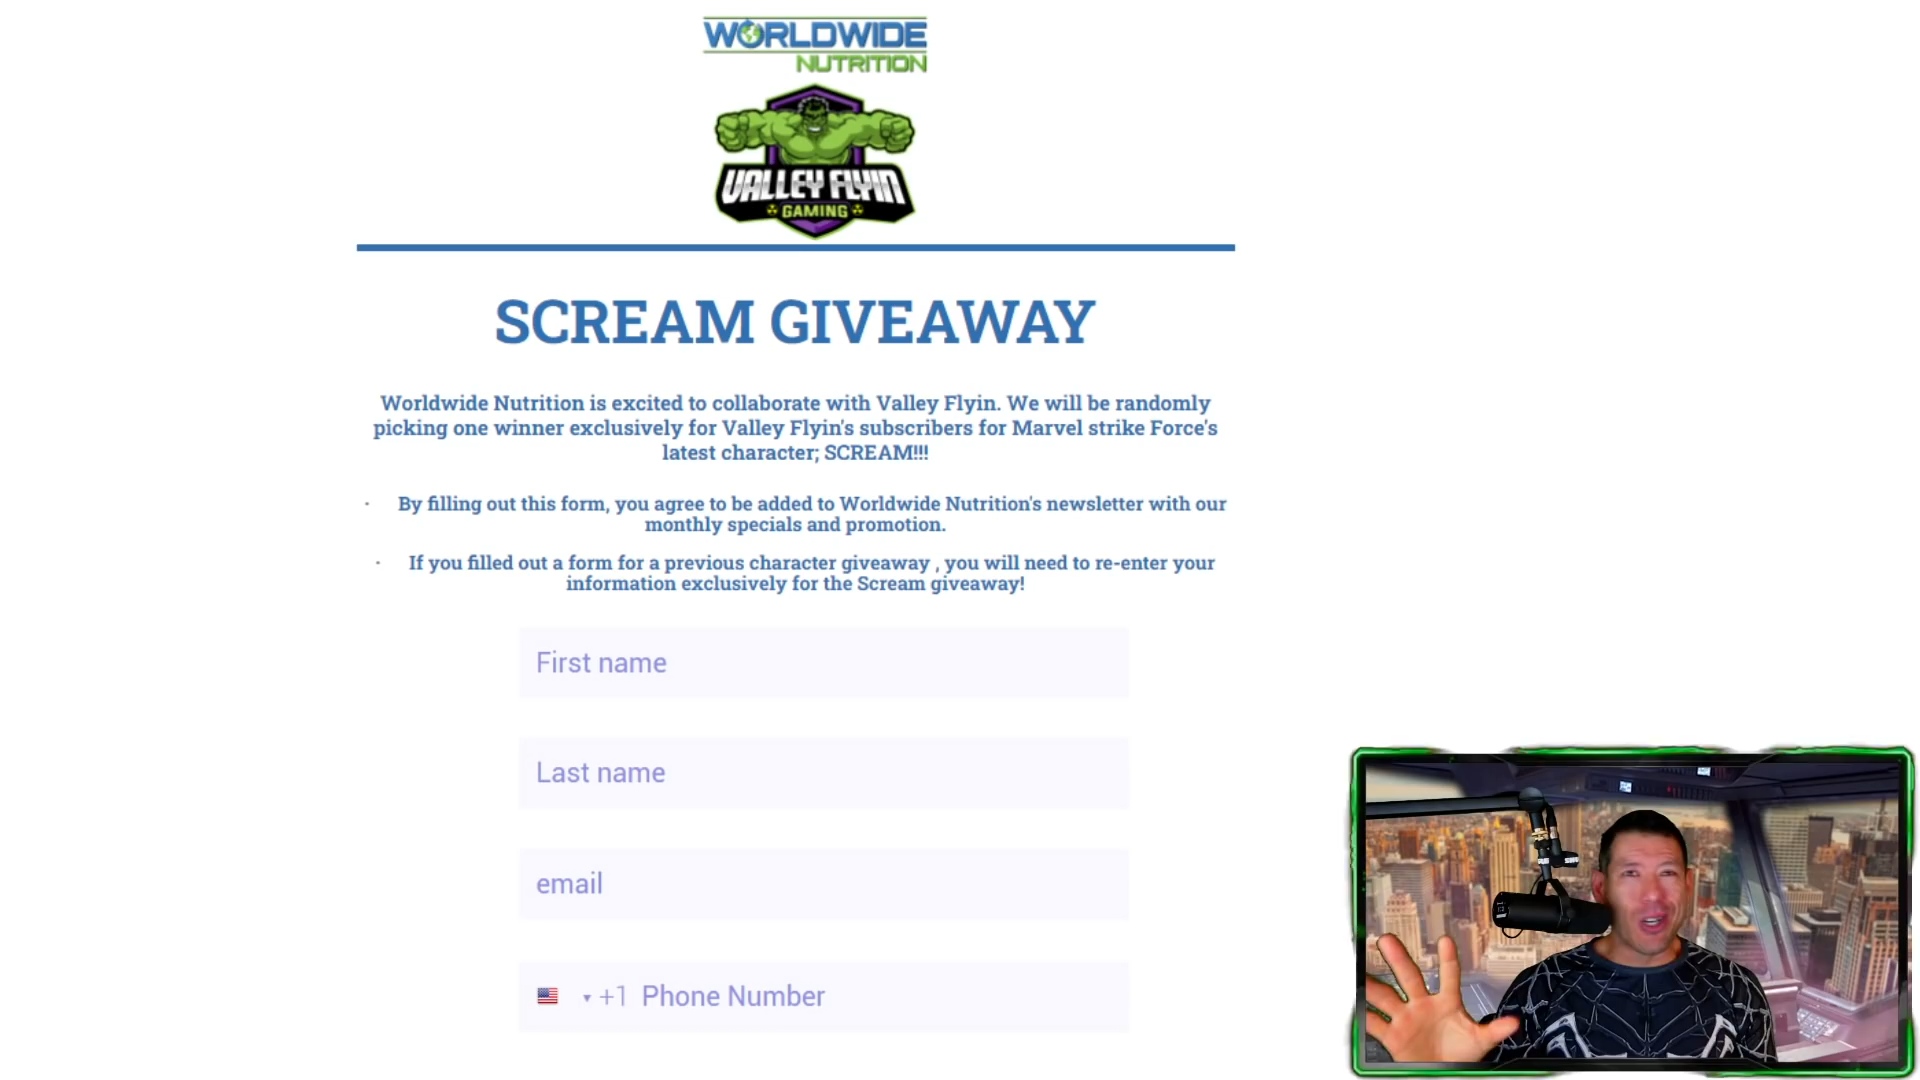 WORLDWIDE
NUTRITION
VALLEY FLYIN
GAMING
SCREAM GIVEAWAY
Worldwide Nutrition is excited to collaborate with Valley Flyin. We will be randomly
picking one winner exclusively for Valley Flyin's subscribers for Marvel strike Force's
latest character; SCREAM!!!
· By filling out this form, you agree to be added to Worldwide Nutrition's newsletter with our
monthly specials and promotion.
· If you filled out a form for a previous character giveaway , you will need to re-enter your
information exclusively for the Scream giveaway!
First name
Last name
email
+1 Phone Number